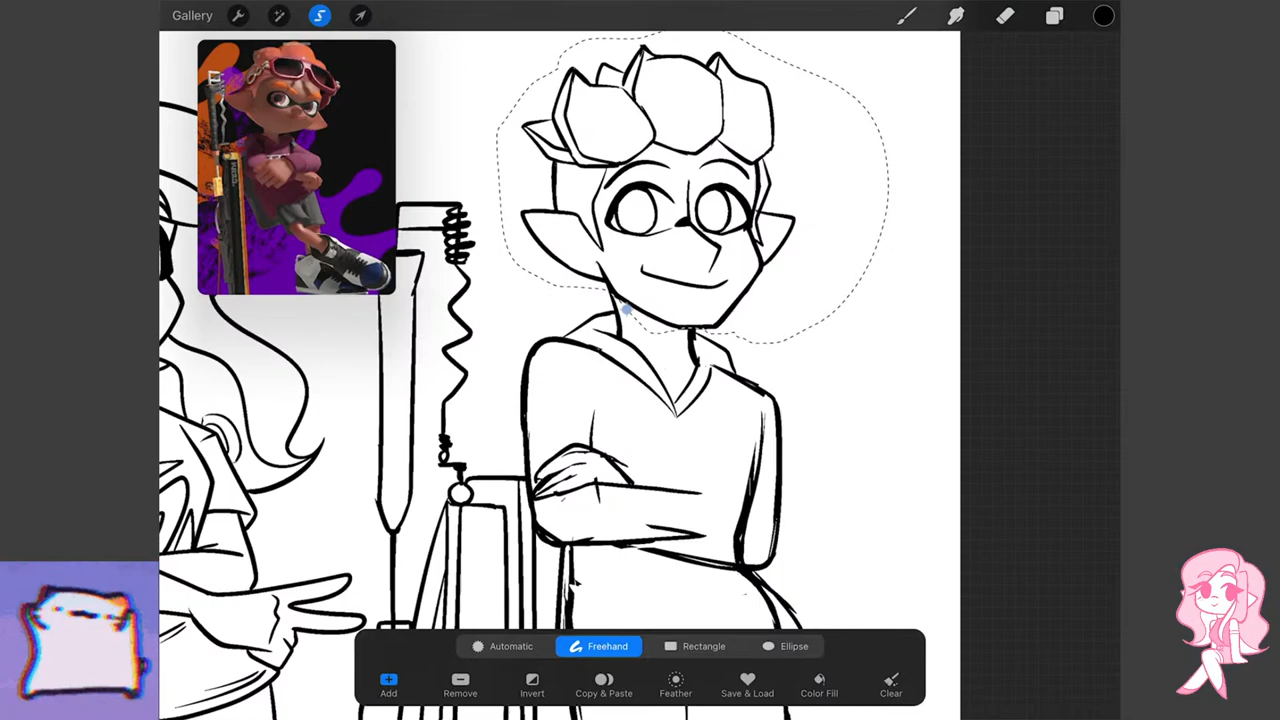 Gallery
Automatic Freehand Rectangle Ellipse
Add Remove Invert Copy & Paste Feather Save & Load Color Fill Clear